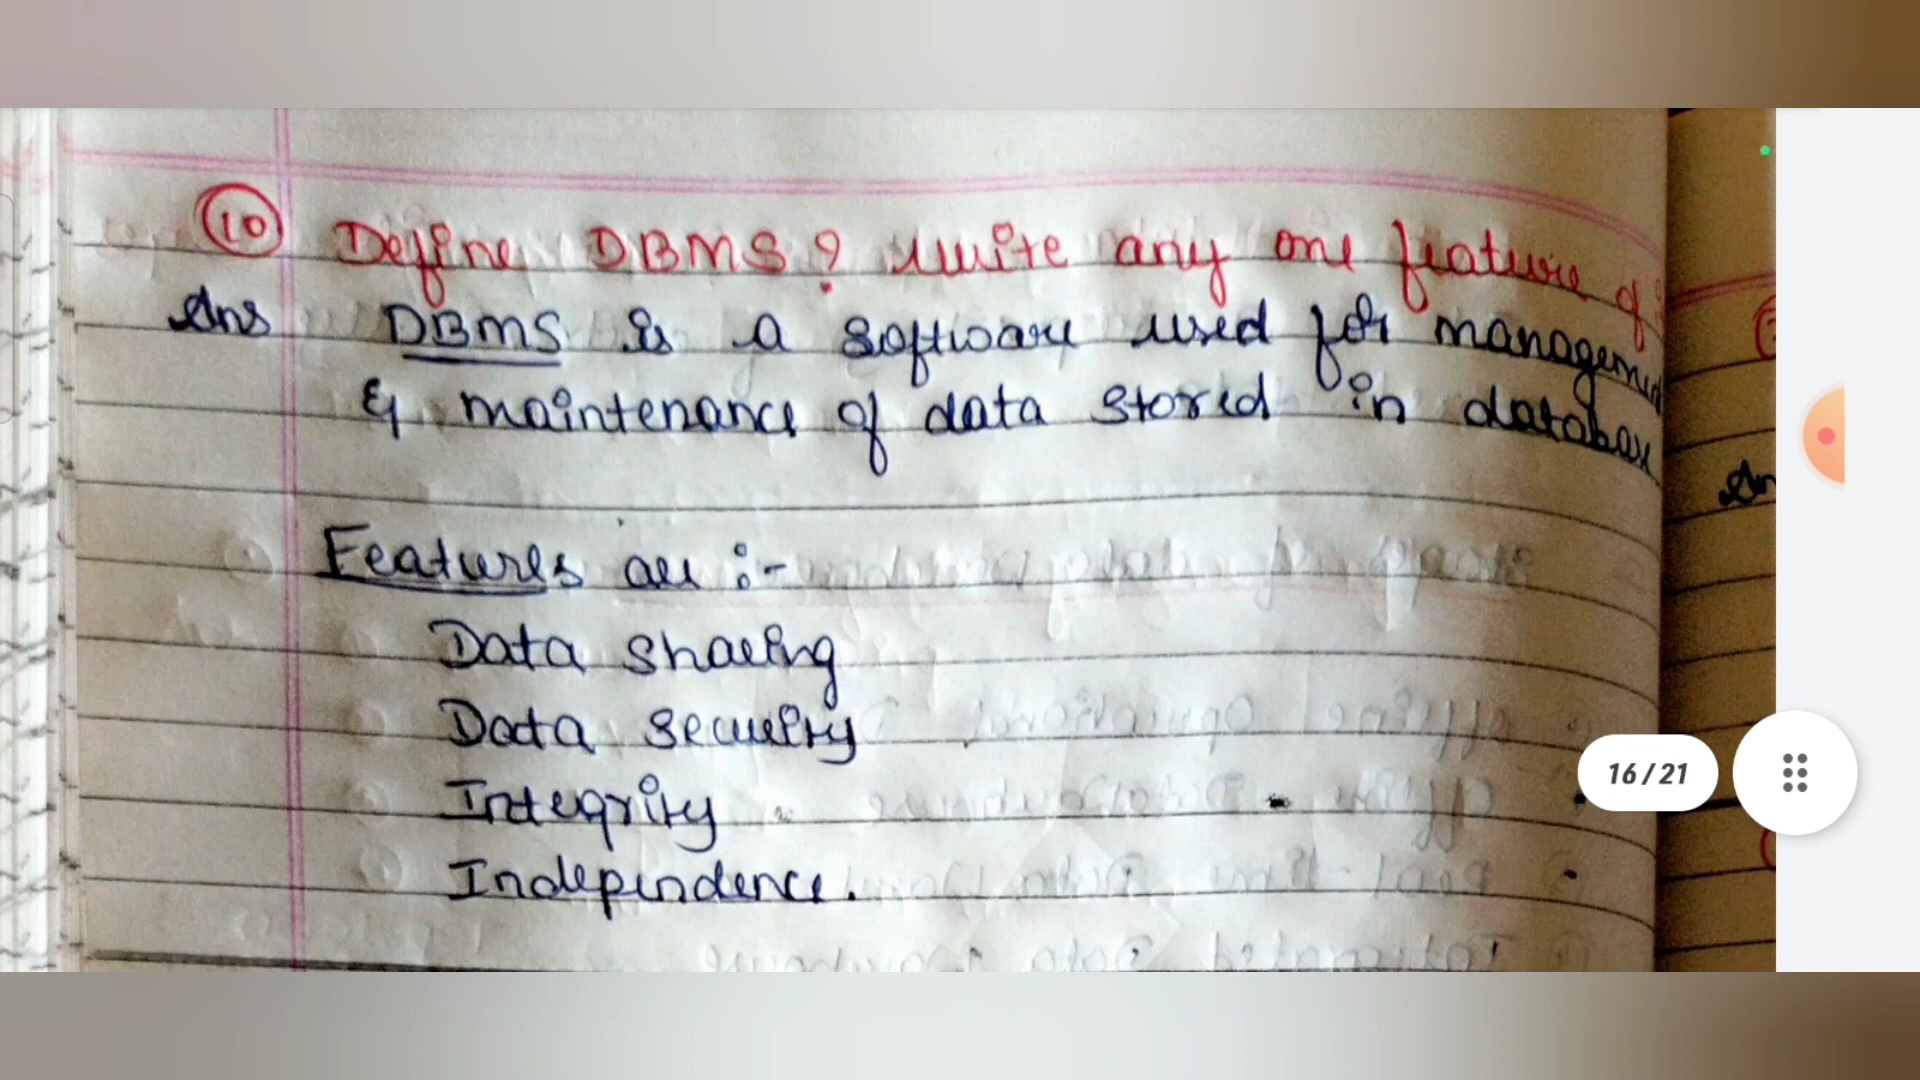 10 Define DBMS? write any one feature of
Ans DBMS is a software used for management
& maintenance of data stored in database
Features are :-
Data sharing
Data security
Integrity
Independence.
16/21
An